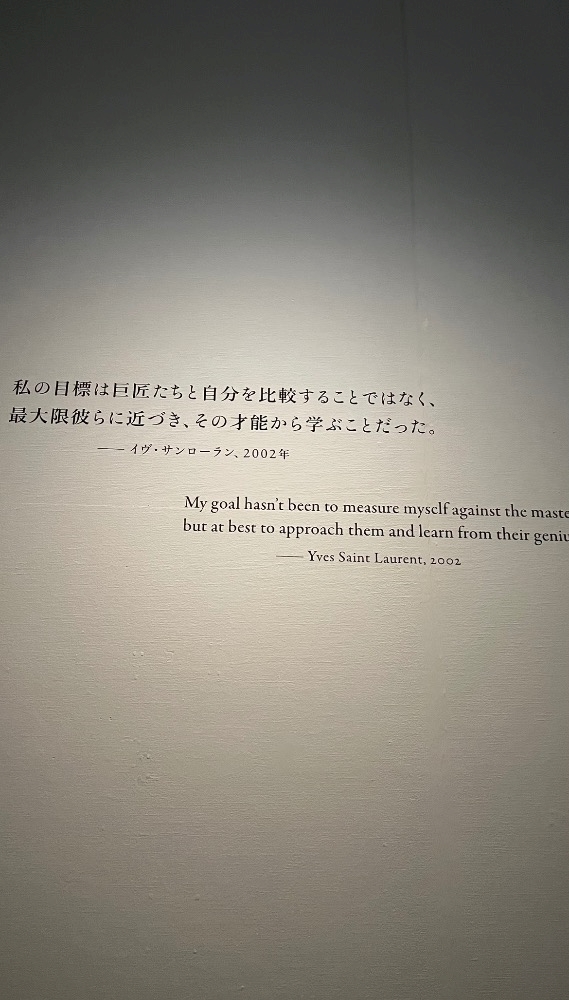 私の目標は巨匠たちと自分を比較することではなく、
最大限彼らに近づき、その才能から学ぶことだった。
—— イヴ・サンローラン、2002年
My goal hasn't been to measure myself against the
but at best to approach them and learn from their
—— Yves Saint Laurent, 2002